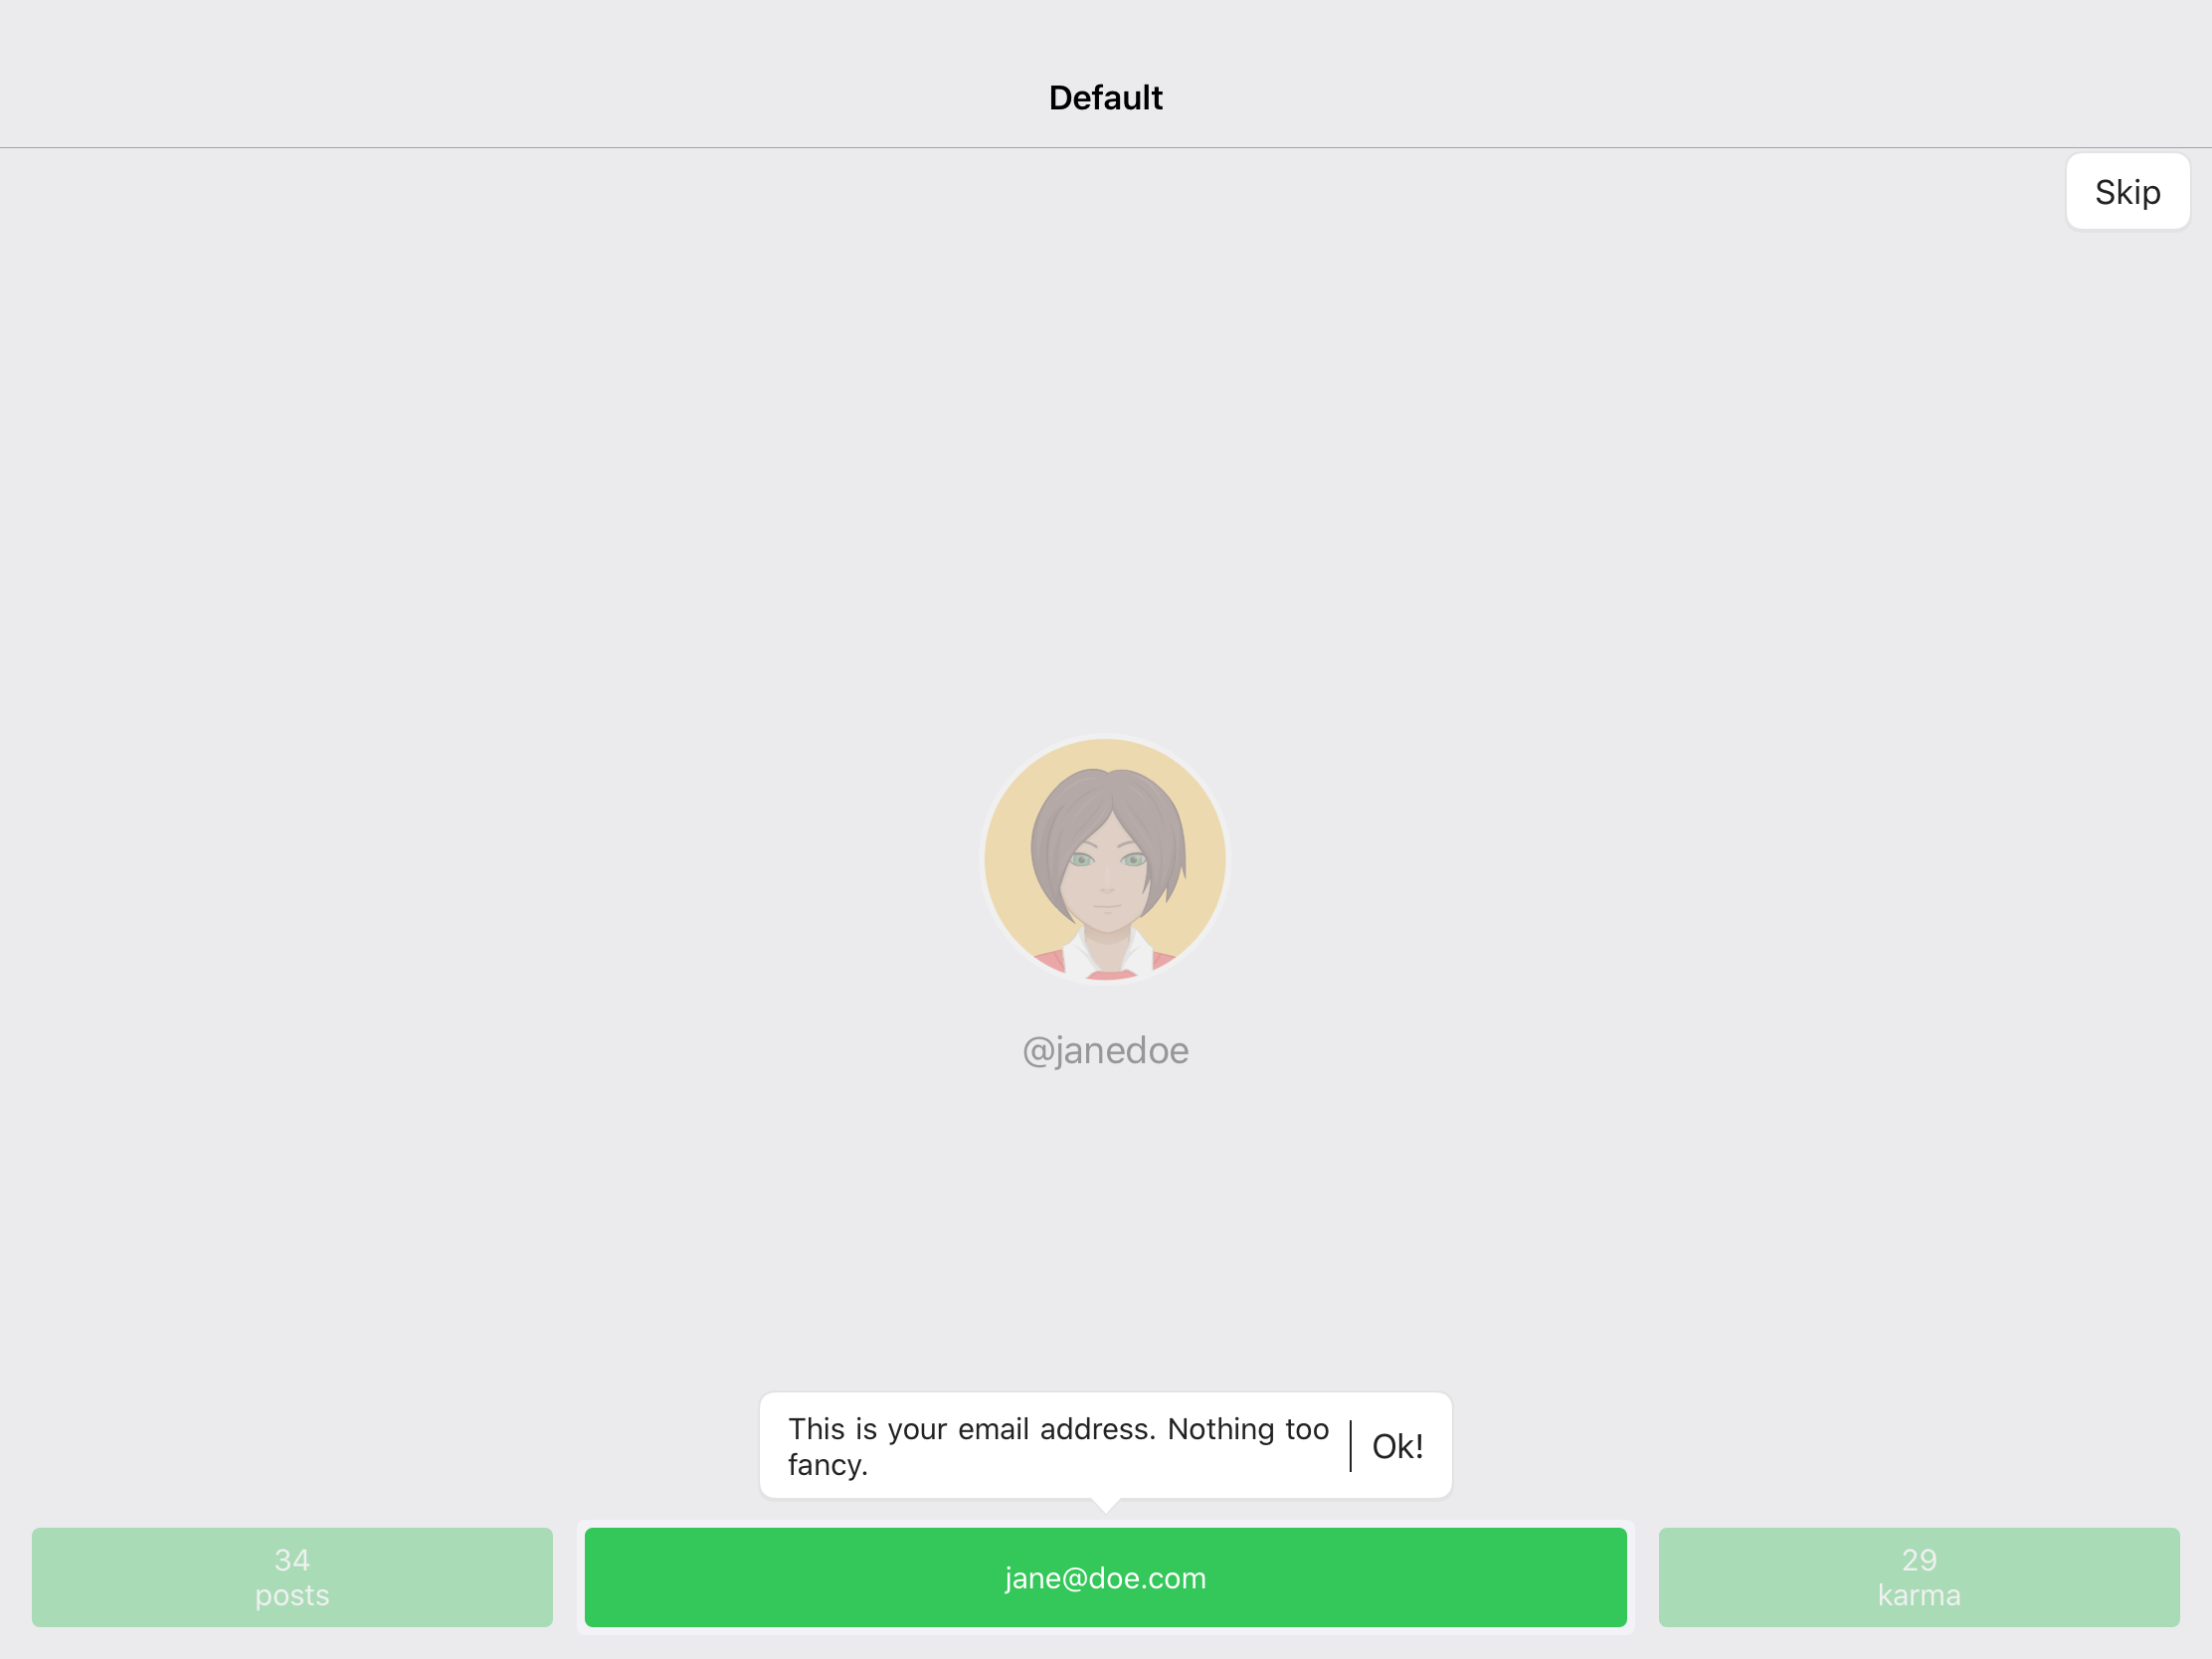 Default
Skip
@janedoe
This is your email address. Nothing too
fancy.
Ok!
34
posts
jane@doe.com
29
karma